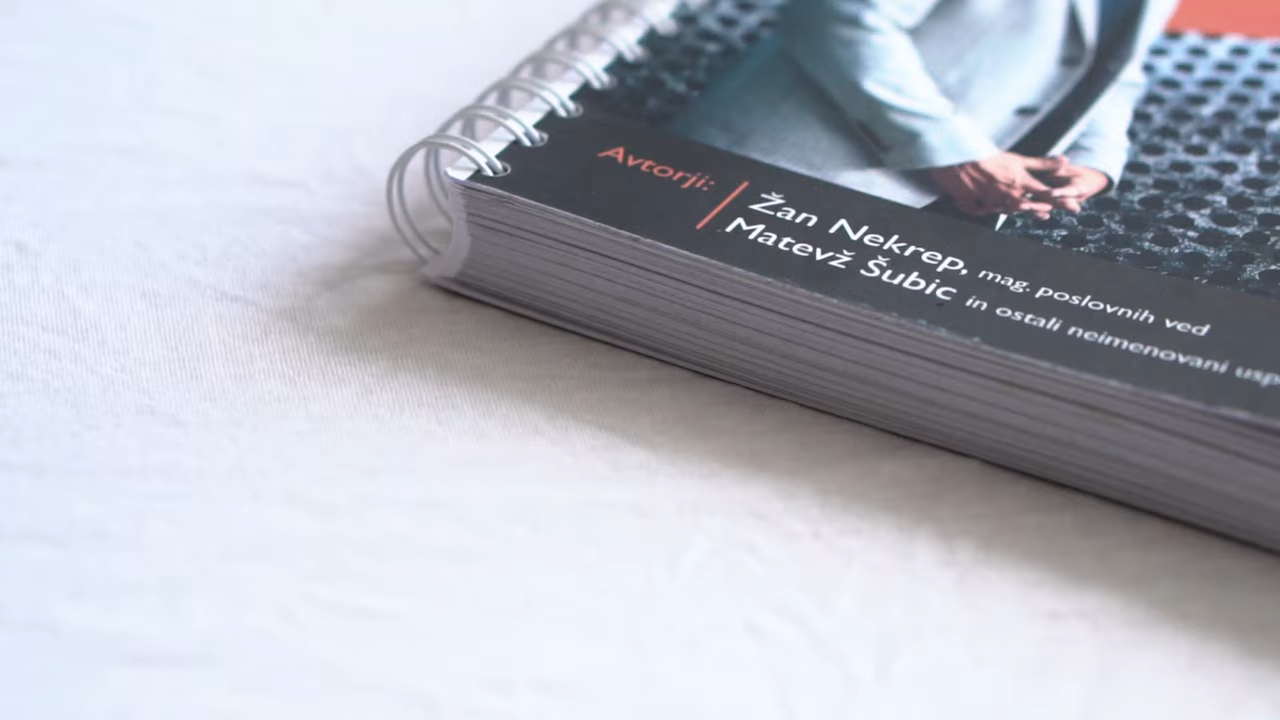 Avtorji:
Žan Nekrep, mag. poslovnih ved
Matevž Šubic in ostali neimenovani